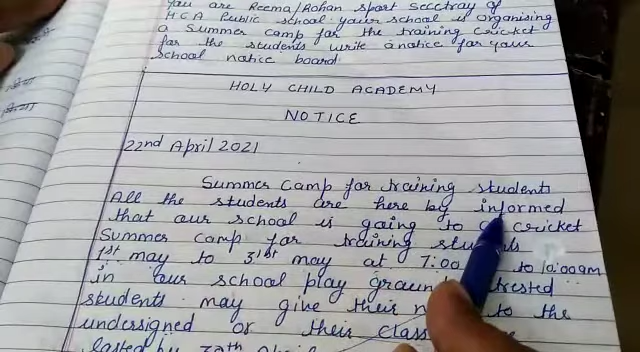 You are Reema/Rohan sport Secctray of
HCA Public school your school is organising
a Summer camp for the training cricket
for the students write a notice for your
school notice board
HOLY CHILD ACADEMY
NOTICE
22nd April 2021
Summer Camp for training students
All the students are here by informed
that our school is going to cricket
Summer camp for training
1st may to 31st may at 7:00 to 10:00am
in our school play
students may give their to the
undersigned or their class
lasted by